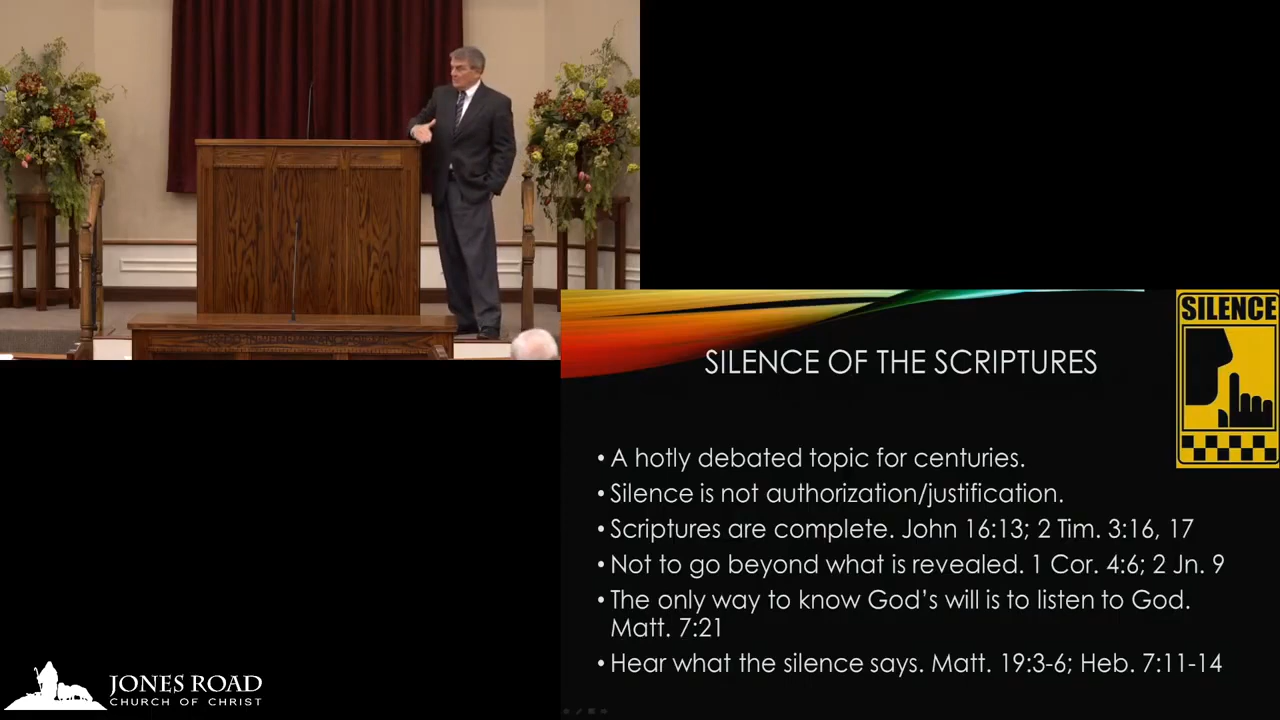 SILENCE
SILENCE OF THE SCRIPTURES
• A hotly debated topic for centuries.
• Silence is not authorization/justification.
• Scriptures are complete. John 16:13; 2 Tim. 3:16, 17
• Not to go beyond what is revealed. 1 Cor. 4:6; 2 Jn. 9
• The only way to know God's will is to listen to God.
Matt. 7:21
• Hear what the silence says. Matt. 19:3-6; Heb. 7:11-14
JONES ROAD
CHURCH OF CHRIST